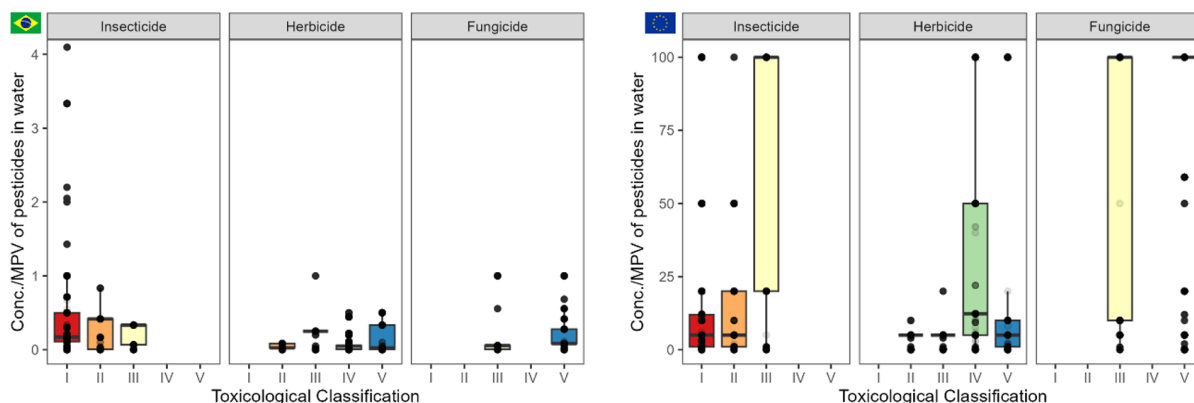 Insecticide Herbicide Fungicide
Conc./MPV of pesticides in water
4
3
2
1
0
I II III IV V I II III IV V I II III IV V
Toxicological Classification
Insecticide Herbicide Fungicide
Conc./MPV of pesticides in water
100
75
50
25
0
I II III IV V I II III IV V I II III IV V
Toxicological Classification